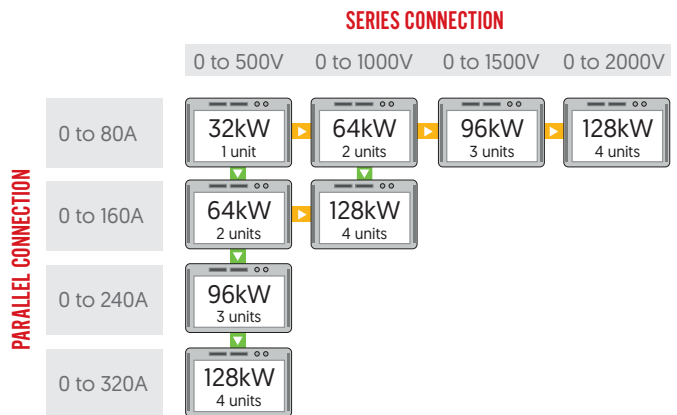 SERIES CONNECTION
0 to 500V 0 to 1000V 0 to 1500V 0 to 2000V
PARALLEL CONNECTION
0 to 80A
32kW
1 unit
64kW
2 units
96kW
3 units
128kW
4 units
0 to 160A
64kW
2 units
128kW
4 units
0 to 240A
96kW
3 units
0 to 320A
128kW
4 units